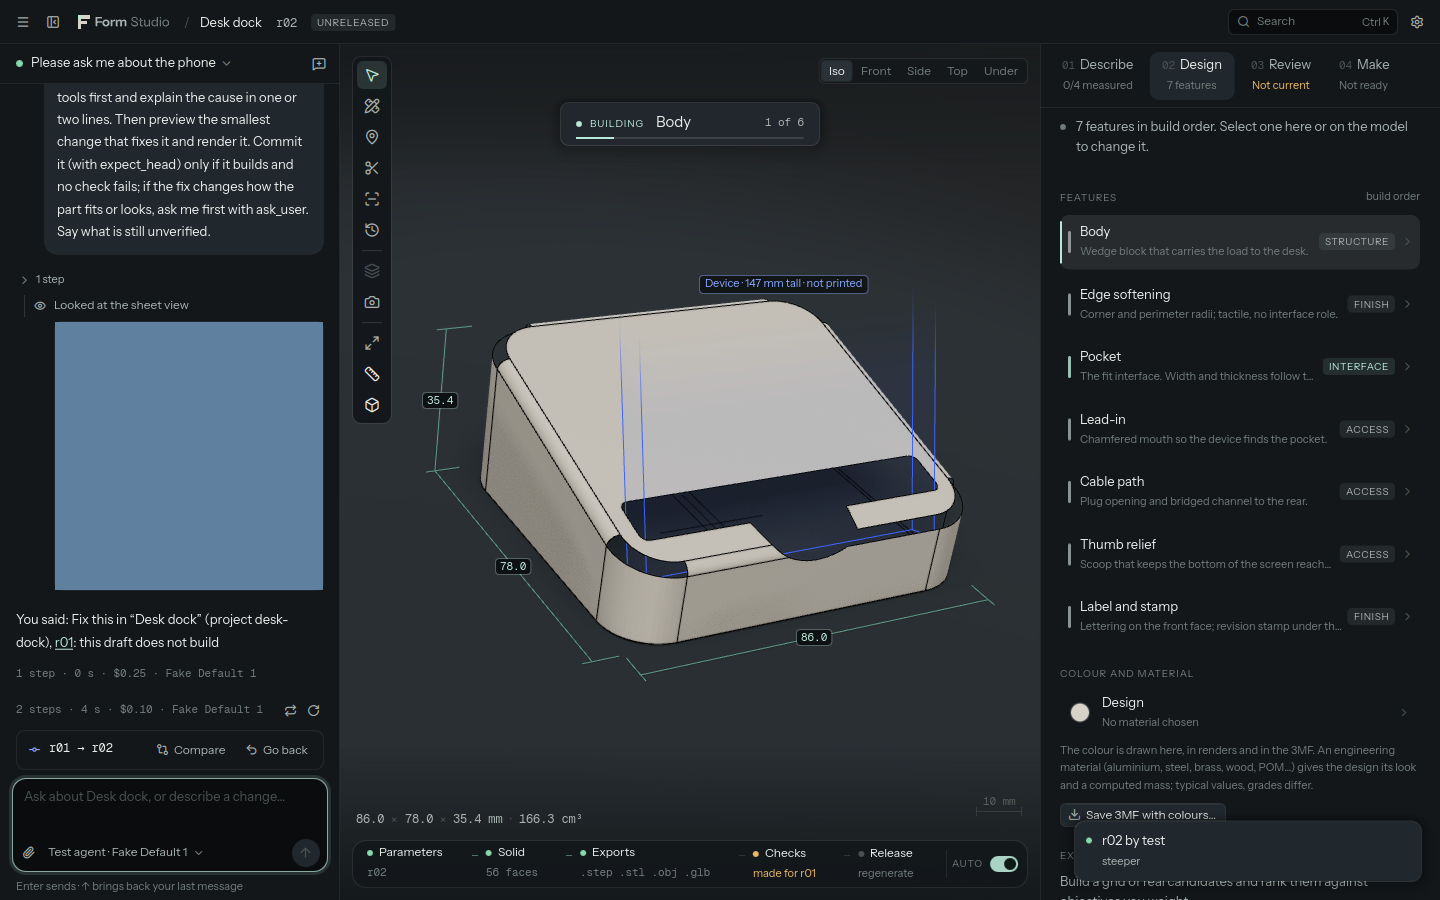 Form Studio / Desk dock r02 UNRELEASED
Search Ctrl K
Please ask me about the phone
tools first and explain the cause in one or
two lines. Then preview the smallest
change that fixes it and render it. Commit
it (with expect_head) only if it builds and
no check fails; if the fix changes how the
part fits or looks, ask me first with ask_user.
Say what is still unverified.
1 step
Looked at the sheet view
You said: Fix this in “Desk dock” (project desk-
dock), r01: this draft does not build
1 step · 0 s · $0.25 · Fake Default 1
2 steps · 4 s · $0.10 · Fake Default 1
r01 → r02 Compare Go back
Ask about Desk dock, or describe a change...
Test agent · Fake Default 1
Enter sends · ↑ brings back your last message
Iso Front Side Top Under
BUILDING Body 1 of 6
Device · 147 mm tall · not printed
35.4
78.0
86.0
10 mm
86.0 × 78.0 × 35.4 mm · 166.3 cm³
Parameters
r02
Solid
56 faces
Exports
.step .stl .obj .glb
Checks
made for r01
Release
regenerate
AUTO
01 Describe
0/4 measured
02 Design
7 features
03 Review
Not current
04 Make
Not ready
7 features in build order. Select one here or on the model
to change it.
FEATURES build order
Body
Wedge block that carries the load to the desk.
STRUCTURE
Edge softening
Corner and perimeter radii; tactile, no interface role.
FINISH
Pocket
The fit interface. Width and thickness follow t...
INTERFACE
Lead-in
Chamfered mouth so the device finds the pocket.
ACCESS
Cable path
Plug opening and bridged channel to the rear.
ACCESS
Thumb relief
Scoop that keeps the bottom of the screen reach...
ACCESS
Label and stamp
Lettering on the front face; revision stamp under th...
FINISH
COLOUR AND MATERIAL
Design
No material chosen
The colour is drawn here, in renders and in the 3MF. An engineering
material (aluminium, steel, brass, wood, POM...) gives the design its look
and a computed mass; typical values, grades differ.
Save 3MF with colours...
r02 by test
steeper
Build a grid of real candidates and rank them against